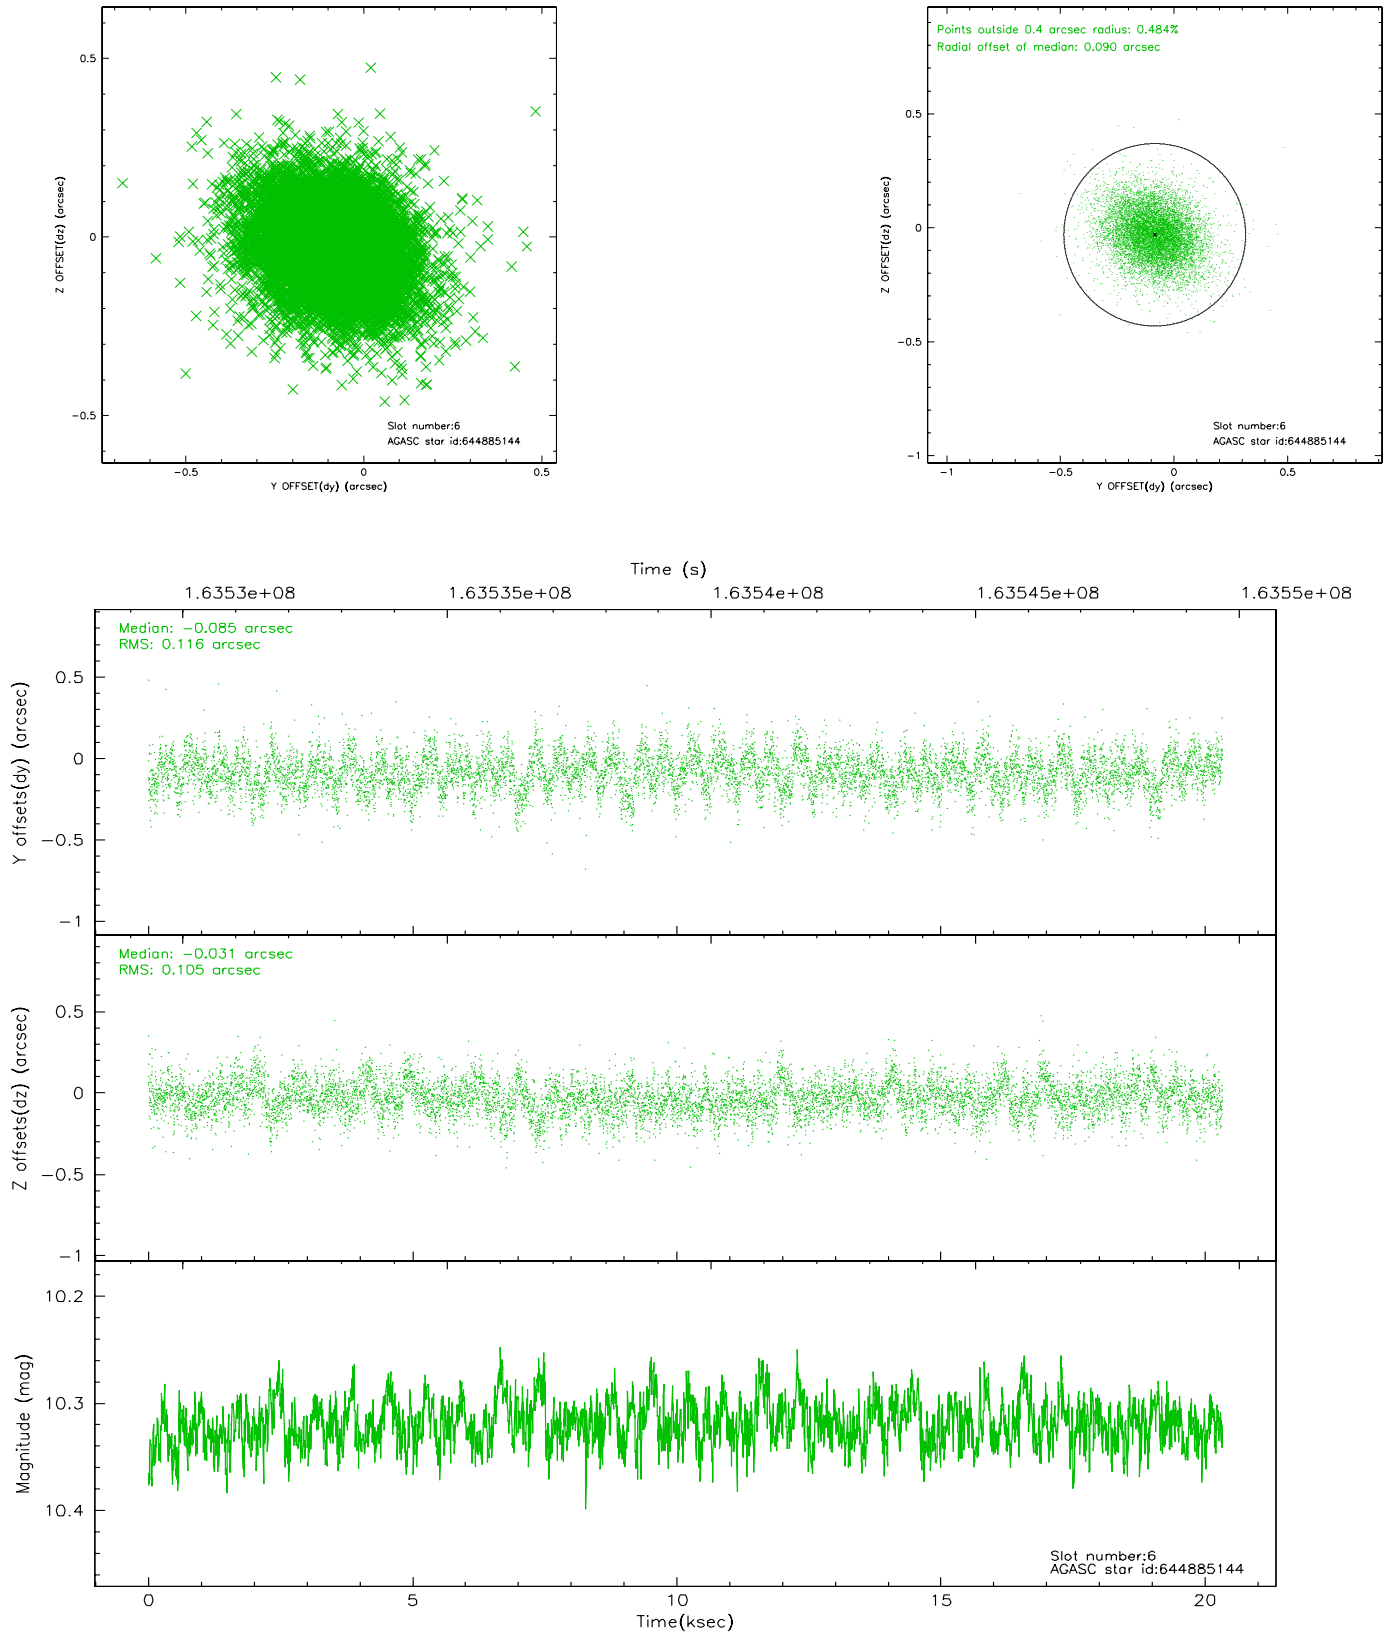 0.5
0
−0.5
Z OFFSET(dz) (arcsec)
Slot number:6
AGASC star id:644885144
−0.5
0
0.5
Y OFFSET(dy) (arcsec)
Points outside 0.4 arcsec radius: 0.484%
Radial offset of median: 0.090 arcsec
0.5
0
−0.5
−1
Z OFFSET(dz) (arcsec)
Slot number:6
AGASC star id:644885144
−1
−0.5
0
0.5
Y OFFSET(dy) (arcsec)
Time (s)
1.6353e+08
1.63535e+08
1.6354e+08
1.63545e+08
1.6355e+08
Median: −0.085 arcsec
RMS: 0.116 arcsec
0.5
0
−0.5
−1
Y offsets(dy) (arcsec)
Median: −0.031 arcsec
RMS: 0.105 arcsec
0.5
0
−0.5
−1
Z offsets(dz) (arcsec)
10.2
10.3
10.4
Magnitude (mag)
Slot number:6
AGASC star id:644885144
0
5
10
15
20
Time(ksec)